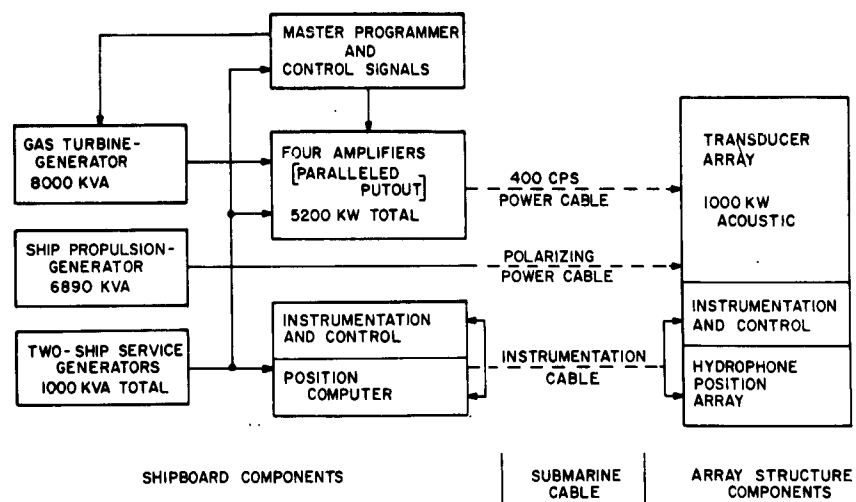 MASTER PROGRAMMER
AND
CONTROL SIGNALS
GAS TURBINE-
GENERATOR
8000 KVA
FOUR AMPLIFIERS
[PARALLELED
PUTOUT]
5200 KW TOTAL
400 CPS
POWER CABLE
TRANSDUCER
ARRAY
1000 KW
ACOUSTIC
SHIP PROPULSION-
GENERATOR
6890 KVA
POLARIZING
POWER CABLE
TWO-SHIP SERVICE
GENERATORS
1000 KVA TOTAL
INSTRUMENTATION
AND CONTROL
POSITION
COMPUTER
INSTRUMENTATION
CABLE
INSTRUMENTATION
AND CONTROL
HYDROPHONE
POSITION
ARRAY
SHIPBOARD COMPONENTS
SUBMARINE
CABLE
ARRAY STRUCTURE
COMPONENTS